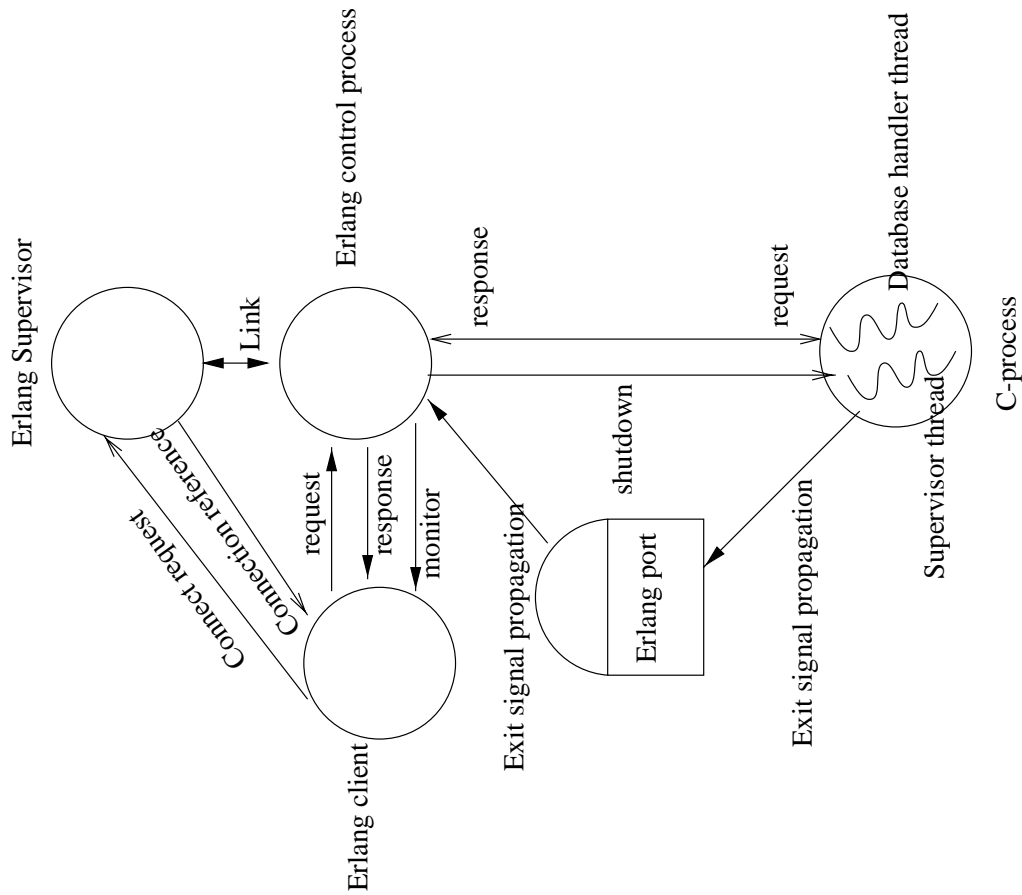 Erlang Supervisor
Erlang control process
Link
Connect request
Connection reference
request
response
monitor
Erlang client
response
request
shutdown
Exit signal propagation
Erlang port
Exit signal propagation
Database handler thread
Supervisor thread
C-process